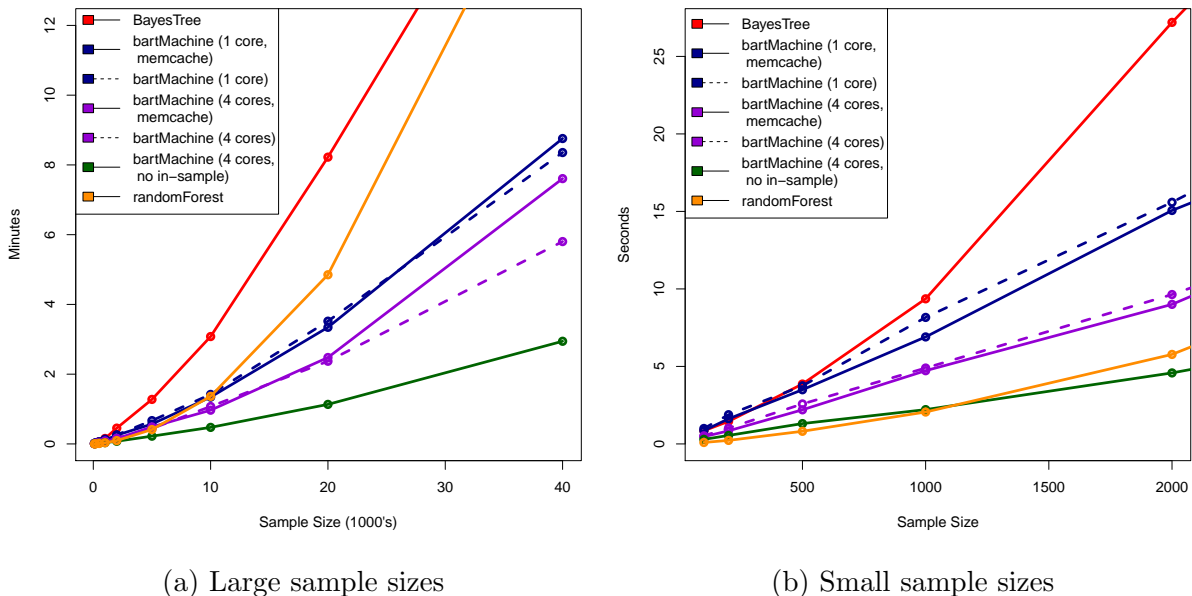 BayesTree
bartMachine (1 core,
memcache)
bartMachine (1 core)
bartMachine (4 cores,
memcache)
bartMachine (4 cores)
bartMachine (4 cores,
no in−sample)
randomForest
Minutes
12
10
8
6
4
2
0
0
10
20
30
40
Sample Size (1000's)
(a) Large sample sizes
BayesTree
bartMachine (1 core,
memcache)
bartMachine (1 core)
bartMachine (4 cores,
memcache)
bartMachine (4 cores)
bartMachine (4 cores,
no in−sample)
randomForest
Seconds
25
20
15
10
5
0
500
1000
1500
2000
Sample Size
(b) Small sample sizes